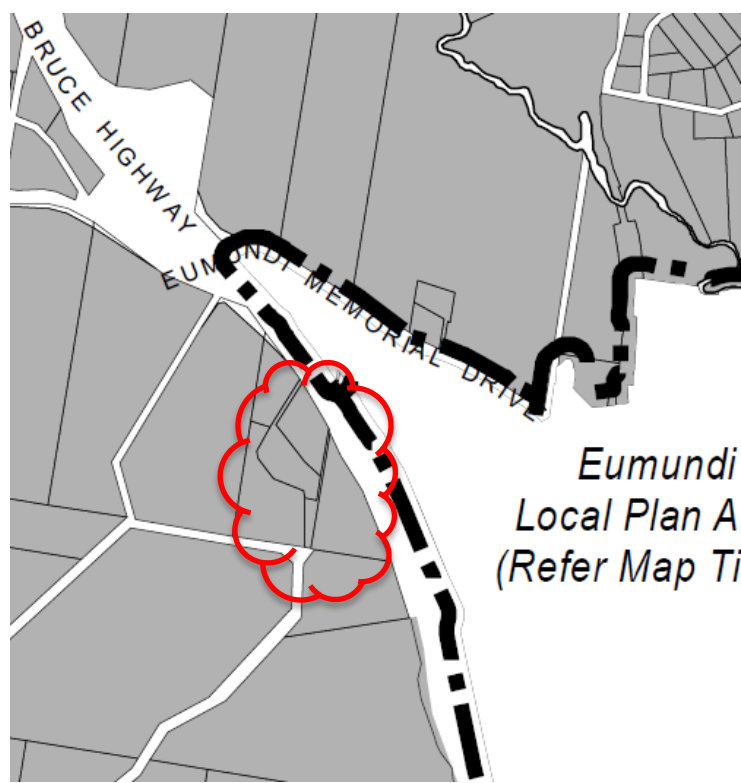 BRUCE HIGHWAY
EUMUNDI MEMORIAL DRIVE
Eumundi
Local Plan A
(Refer Map Ti